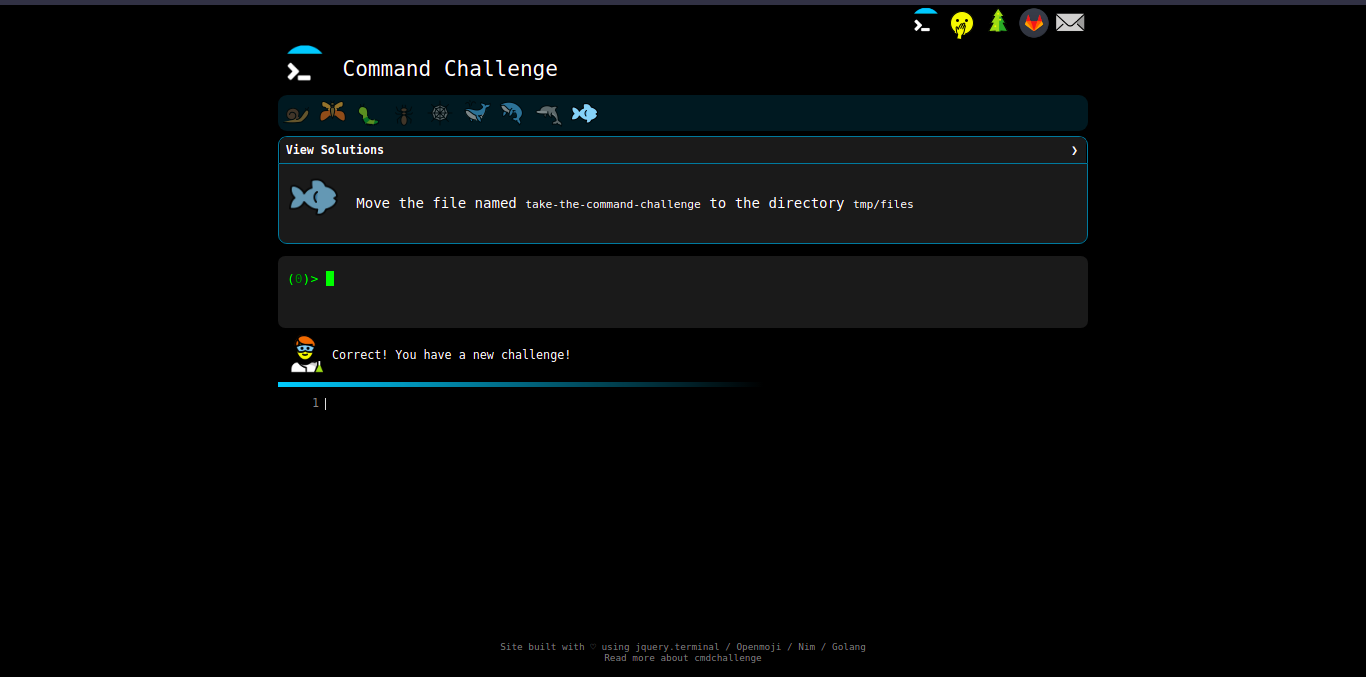 Command Challenge
View Solutions ❯
Move the file named take-the-command-challenge to the directory tmp/files
(0)>
Correct! You have a new challenge!
1
Site built with ♡ using jquery.terminal / Openmoji / Nim / Golang
Read more about cmdchallenge